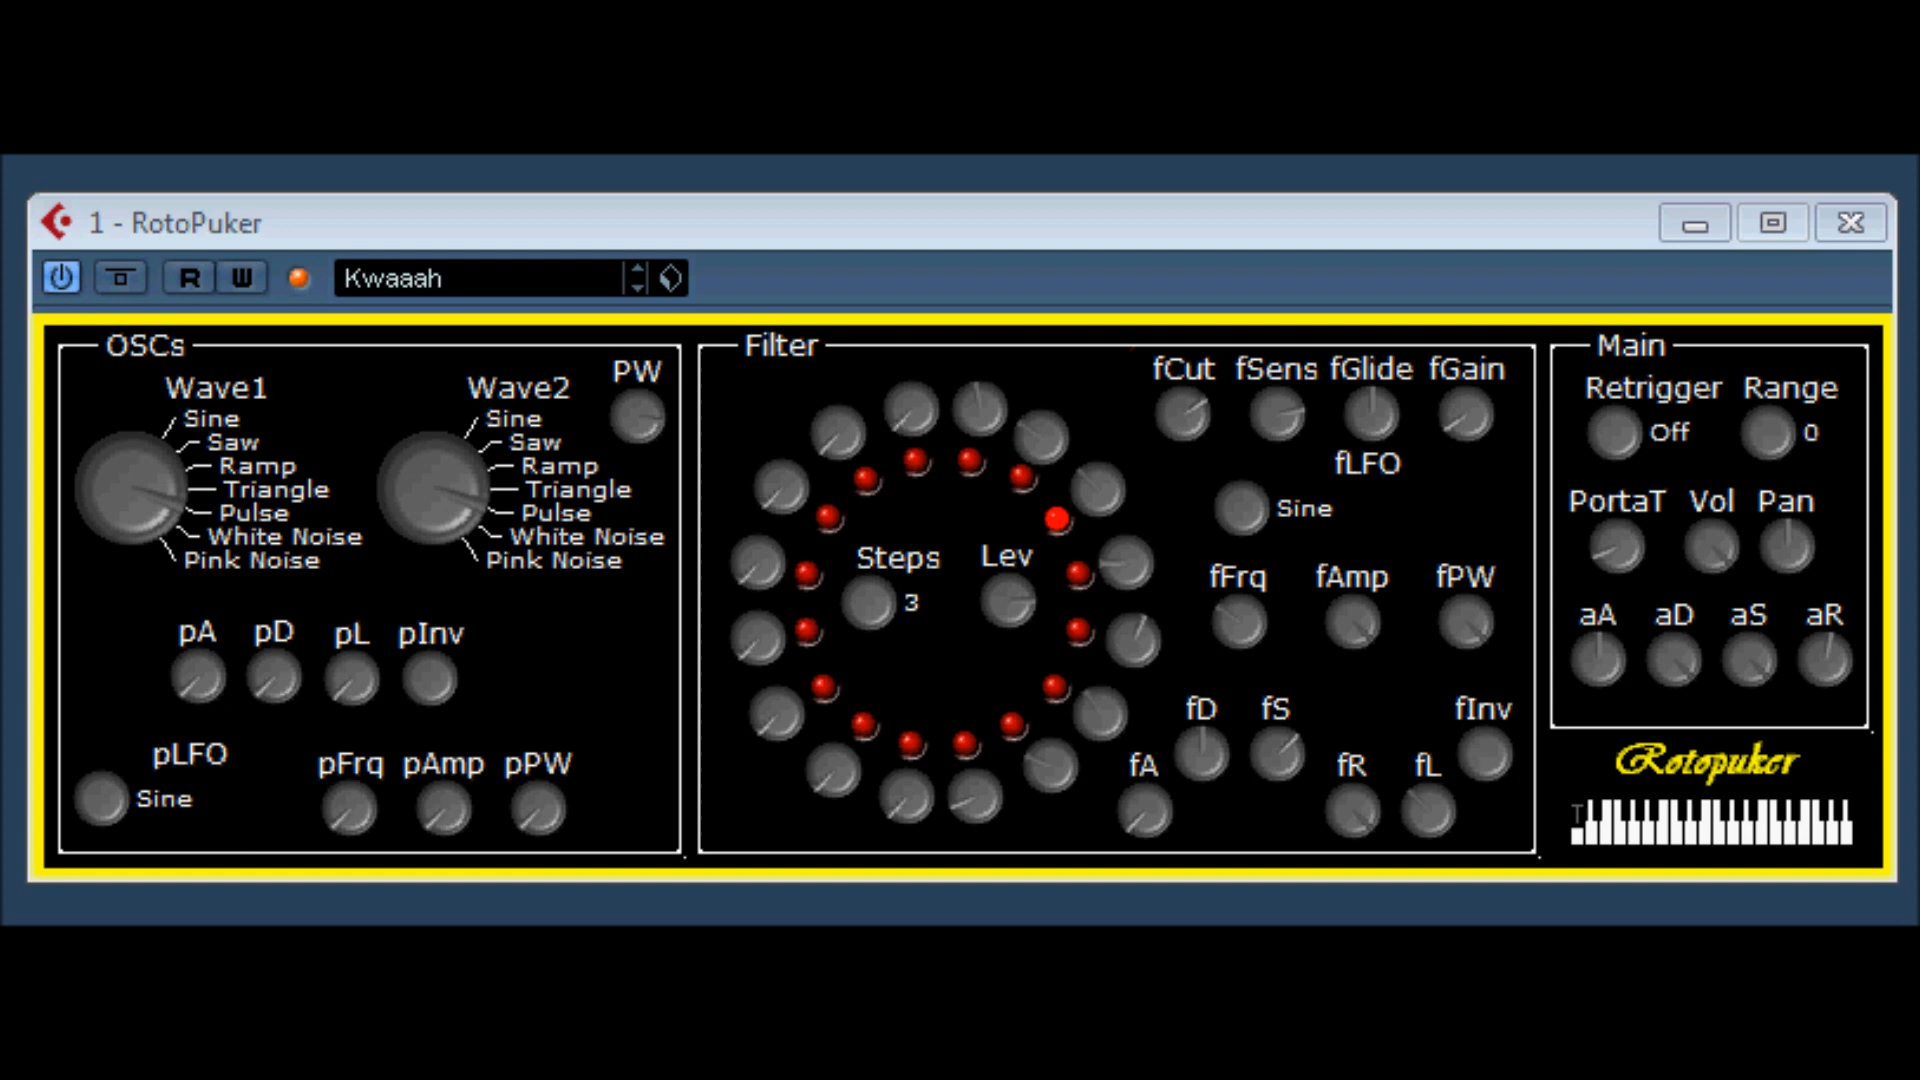 1 - RotoPuker
R W Kwaaah
OSCs
Wave1
Sine
Saw
Ramp
Triangle
Pulse
White Noise
Pink Noise
Wave2
Sine
Saw
Ramp
Triangle
Pulse
White Noise
Pink Noise
PW
pA pD pL pInv
pLFO
Sine
pFrq pAmp pPW
Filter
Steps
3
Lev
fCut fSens fGlide fGain
fLFO
Sine
fFrq fAmp fPW
fD fS fInv
fA fR fL
Main
Retrigger Range
Off 0
PortaT Vol Pan
aA aD aS aR
Rotopuker
T